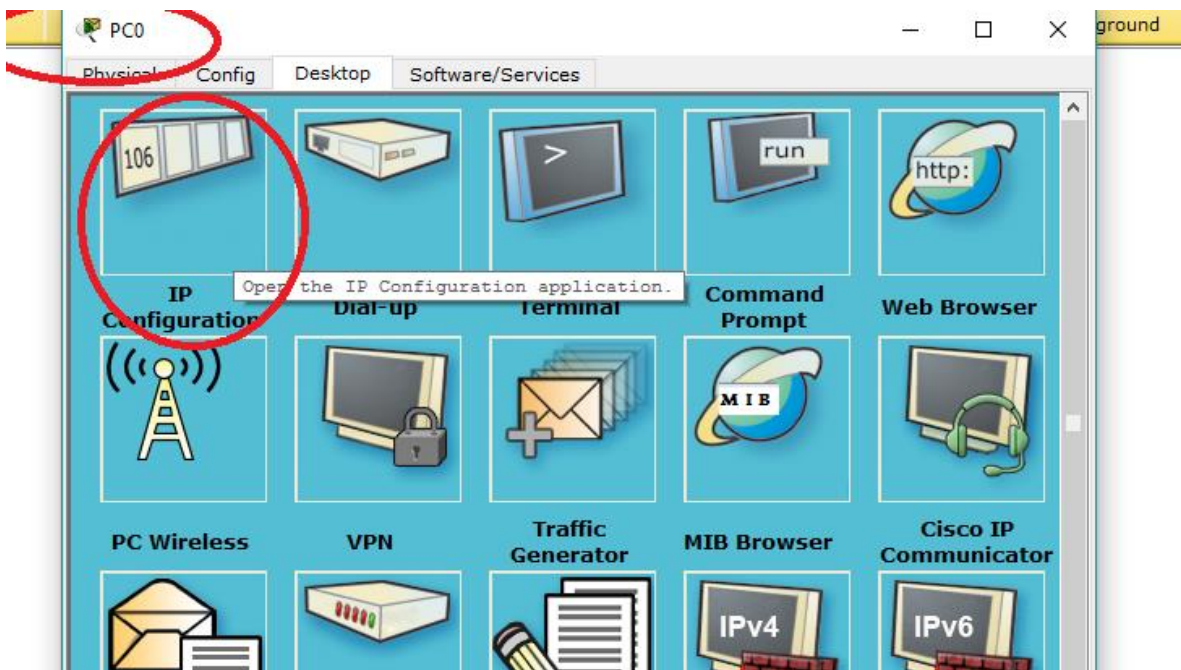 PC0
ground
Physical Config Desktop Software/Services
106
>
run
http:
Open the IP Configuration application.
IP
Configuration
Dial-up
Terminal
Command
Prompt
Web Browser
MIB
PC Wireless
VPN
Traffic
Generator
MIB Browser
Cisco IP
Communicator
IPv4
IPv6